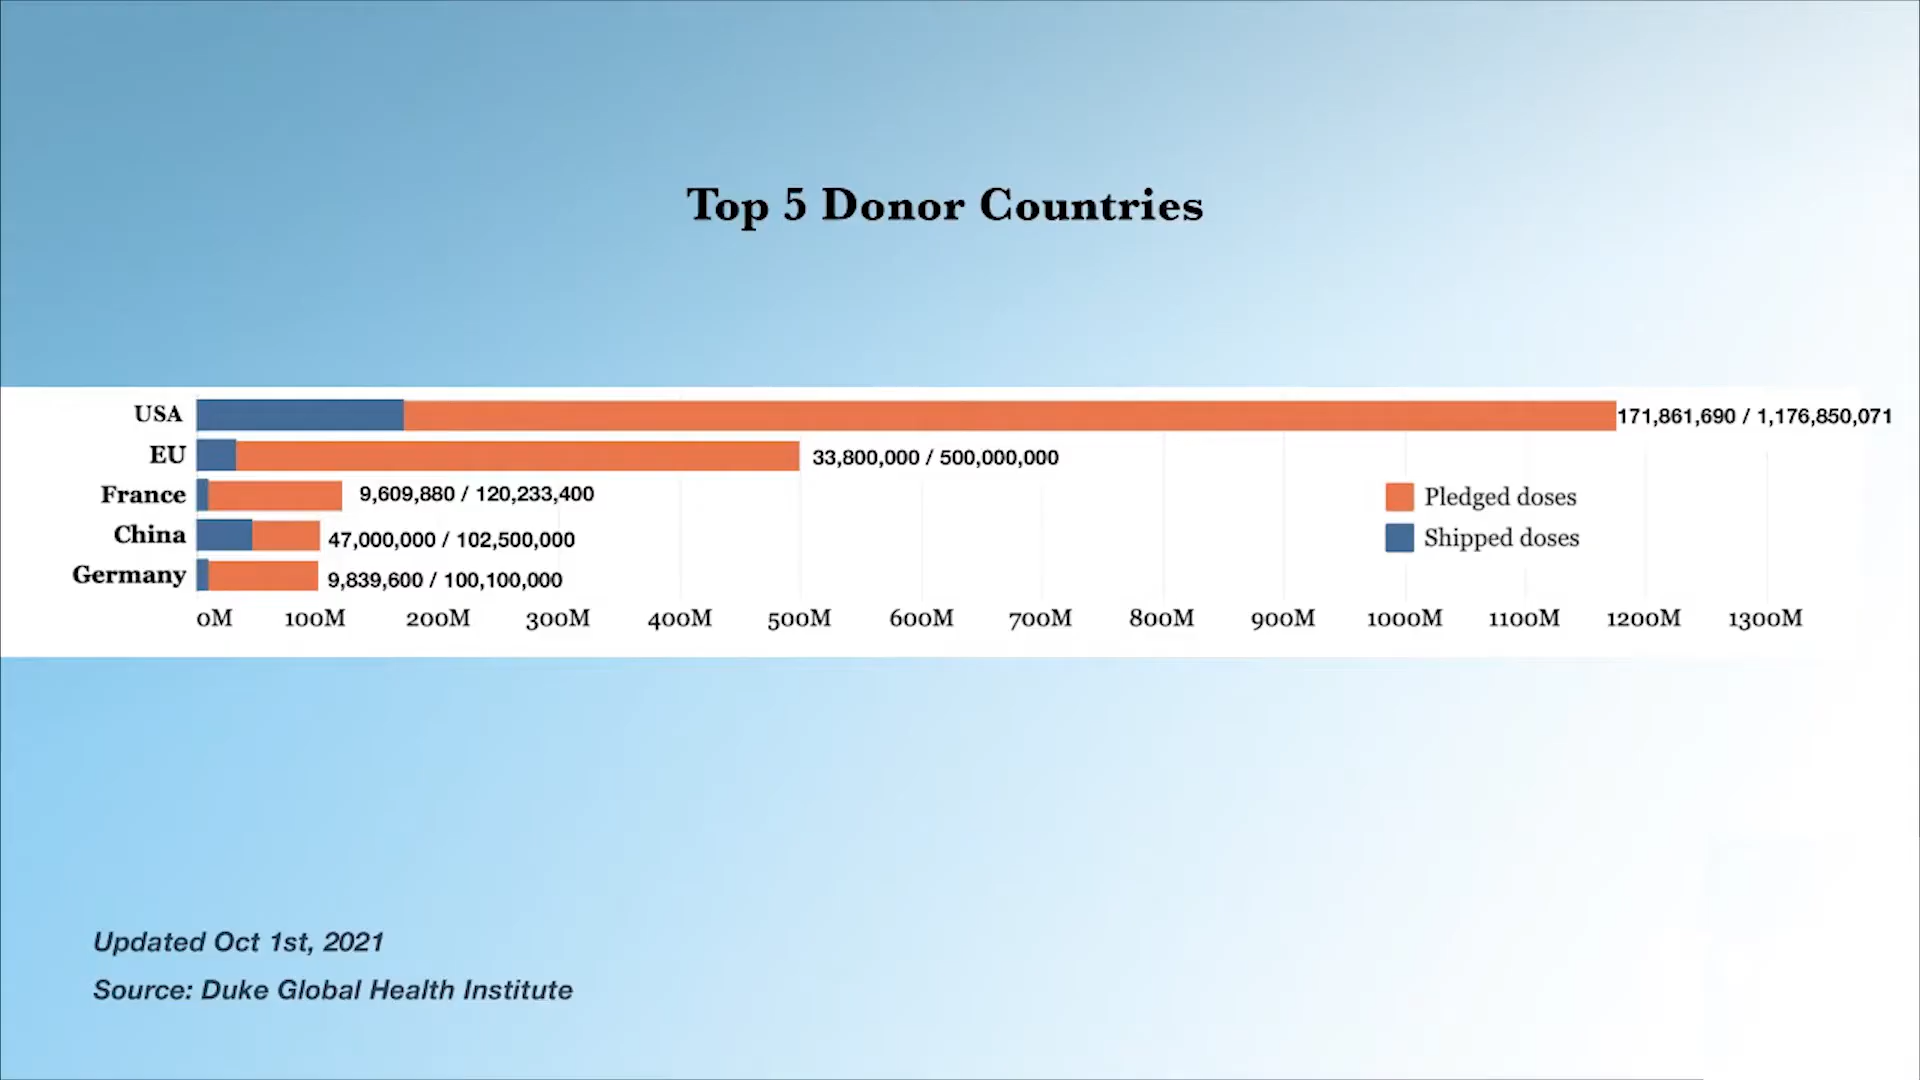 Top 5 Donor Countries
USA 171,861,690 / 1,176,850,071
EU 33,800,000 / 500,000,000
France 9,609,880 / 120,233,400
China 47,000,000 / 102,500,000
Germany 9,839,600 / 100,100,000
Pledged doses
Shipped doses
0M 100M 200M 300M 400M 500M 600M 700M 800M 900M 1000M 1100M 1200M 1300M
Updated Oct 1st, 2021
Source: Duke Global Health Institute